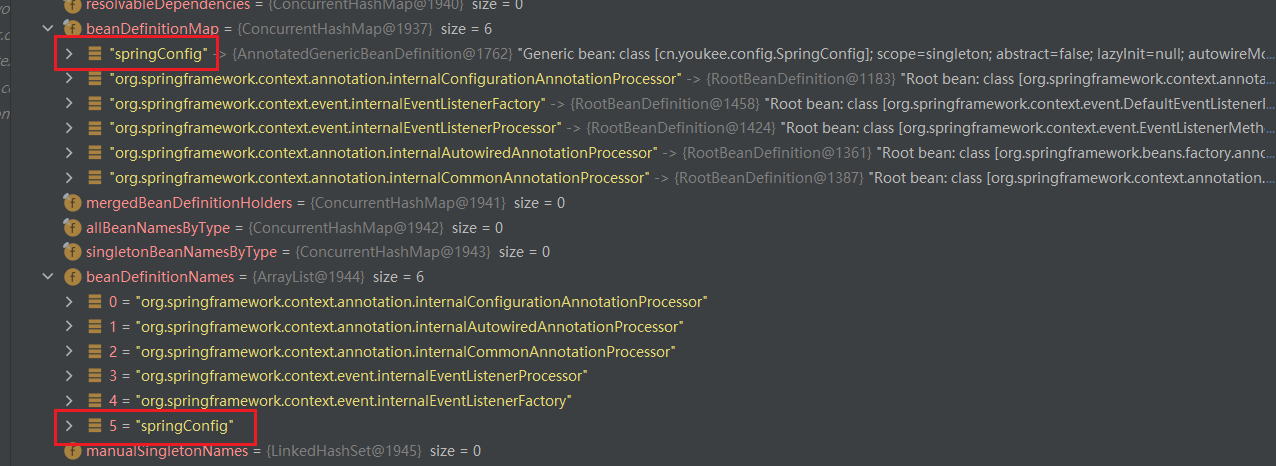 resolvableDependencies = {ConcurrentHashMap@1940} size = 0
beanDefinitionMap = {ConcurrentHashMap@1937} size = 6
"springConfig" -> {AnnotatedGenericBeanDefinition@1762} "Generic bean: class [cn.youkee.config.SpringConfig]; scope=singleton; abstract=false; lazyInit=null; autowireMo...
"org.springframework.context.annotation.internalConfigurationAnnotationProcessor" -> {RootBeanDefinition@1183} "Root bean: class [org.springframework.context.annota...
"org.springframework.context.event.internalEventListenerFactory" -> {RootBeanDefinition@1458} "Root bean: class [org.springframework.context.event.DefaultEventListenerF...
"org.springframework.context.event.internalEventListenerProcessor" -> {RootBeanDefinition@1424} "Root bean: class [org.springframework.context.event.EventListenerMeth...
"org.springframework.context.annotation.internalAutowiredAnnotationProcessor" -> {RootBeanDefinition@1361} "Root bean: class [org.springframework.beans.factory.anno...
"org.springframework.context.annotation.internalCommonAnnotationProcessor" -> {RootBeanDefinition@1387} "Root bean: class [org.springframework.context.annotation....
mergedBeanDefinitionHolders = {ConcurrentHashMap@1941} size = 0
allBeanNamesByType = {ConcurrentHashMap@1942} size = 0
singletonBeanNamesByType = {ConcurrentHashMap@1943} size = 0
beanDefinitionNames = {ArrayList@1944} size = 6
0 = "org.springframework.context.annotation.internalConfigurationAnnotationProcessor"
1 = "org.springframework.context.annotation.internalAutowiredAnnotationProcessor"
2 = "org.springframework.context.annotation.internalCommonAnnotationProcessor"
3 = "org.springframework.context.event.internalEventListenerProcessor"
4 = "org.springframework.context.event.internalEventListenerFactory"
5 = "springConfig"
manualSingletonNames = {LinkedHashSet@1945} size = 0